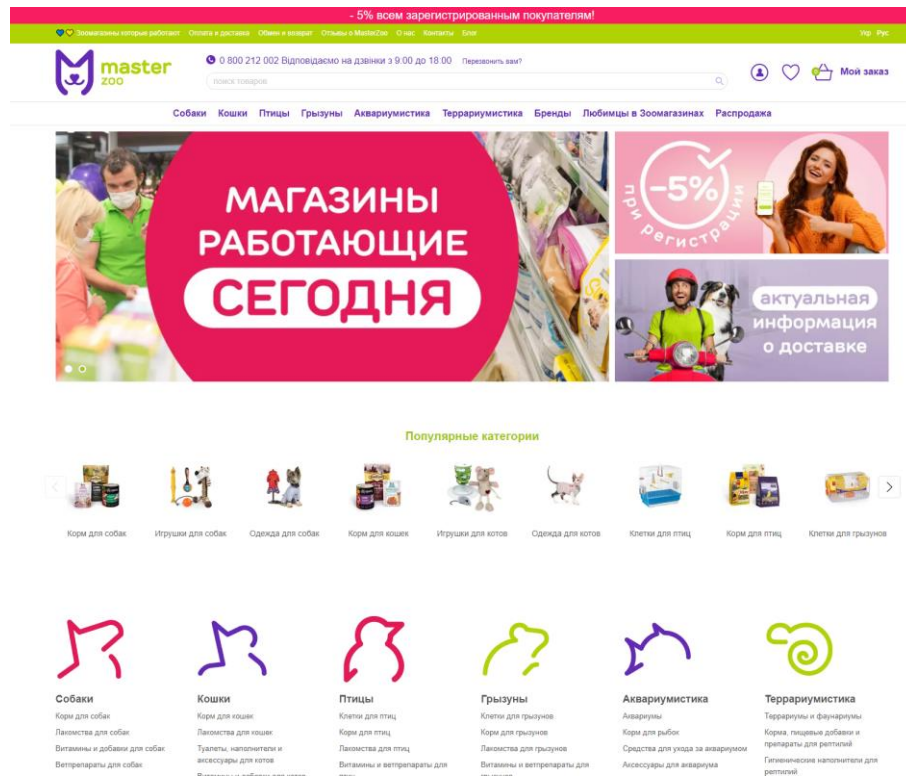 - 5% всем зарегистрированным покупателям!
Зоомагазины которые работают Оплата и доставка Обмен и возврат Отзывы о MasterZoo О нас Контакты Блог Укр Рус
master
zoo
0 800 212 002 Відповідаємо на дзвінки з 9:00 до 18:00 Перезвонить вам?
поиск товаров
Мой заказ
Собаки Кошки Птицы Грызуны Аквариумистика Террариумистика Бренды Любимцы в Зоомагазинах Распродажа
МАГАЗИНЫ
РАБОТАЮЩИЕ
СЕГОДНЯ
-5%
при регистрации
актуальная
информация
о доставке
Популярные категории
Корм для собак Игрушки для собак Одежда для собак Корм для кошек Игрушки для котов Одежда для котов Клетки для птиц Корм для птиц Клетки для грызунов
Собаки Кошки Птицы Грызуны Аквариумистика Террариумистика
Корм для собак
Лакомства для собак
Витамины и добавки для собак
Ветпрепараты для собак
Корм для кошек
Лакомства для кошек
Туалеты, наполнители и
аксессуары для котов
Витамины и добавки для котов
Клетки для птиц
Корм для птиц
Лакомства для птиц
Витамины и ветпрепараты для
птиц
Клетки для грызунов
Корм для грызунов
Лакомства для грызунов
Витамины и ветпрепараты для
грызунов
Аквариумы
Корм для рыбок
Средства для ухода за аквариумом
Аксессуары для аквариума
Террариумы и фаунариумы
Корма, пищевые добавки и
препараты для рептилий
Гигиенические наполнители для
рептилий